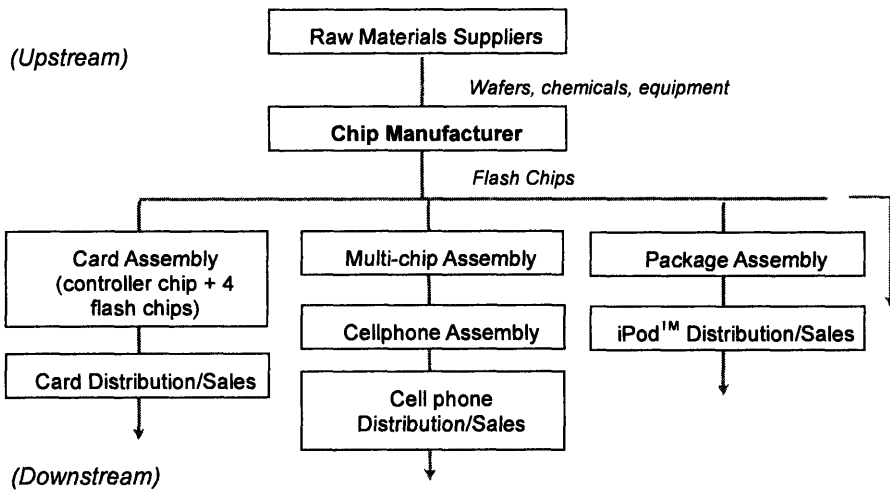 Raw Materials Suppliers
(Upstream)
Wafers, chemicals, equipment
Chip Manufacturer
Flash Chips
Card Assembly
(controller chip + 4
flash chips)
Multi-chip Assembly
Package Assembly
Cellphone Assembly
iPod™ Distribution/Sales
Card Distribution/Sales
Cell phone
Distribution/Sales
(Downstream)